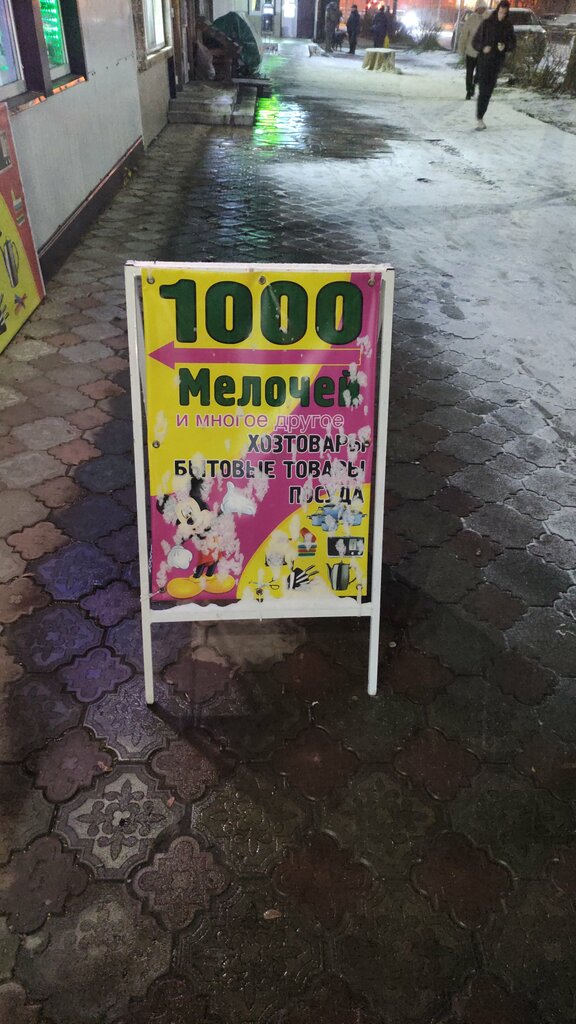 1000
Мелочей
и многое другое
ХОЗТОВАРЫ
БЫТОВЫЕ ТОВАРЫ
ПОСУДА